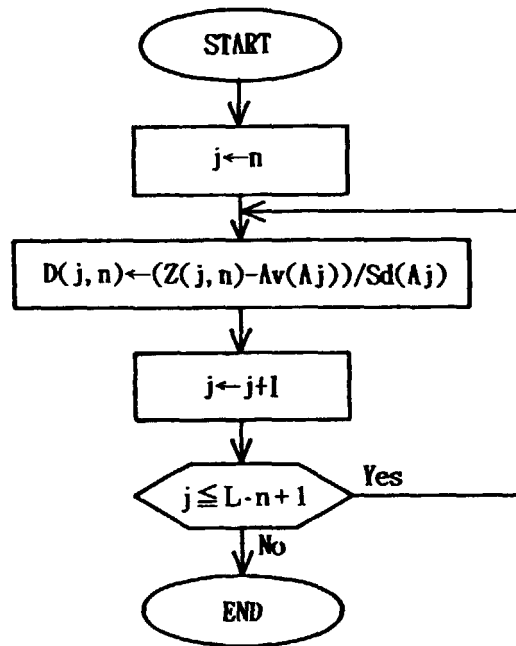 START
j←n
D(j,n)←(Z(j,n)-Av(Aj))/Sd(Aj)
j←j+1
j≦L-n+1
Yes
No
END